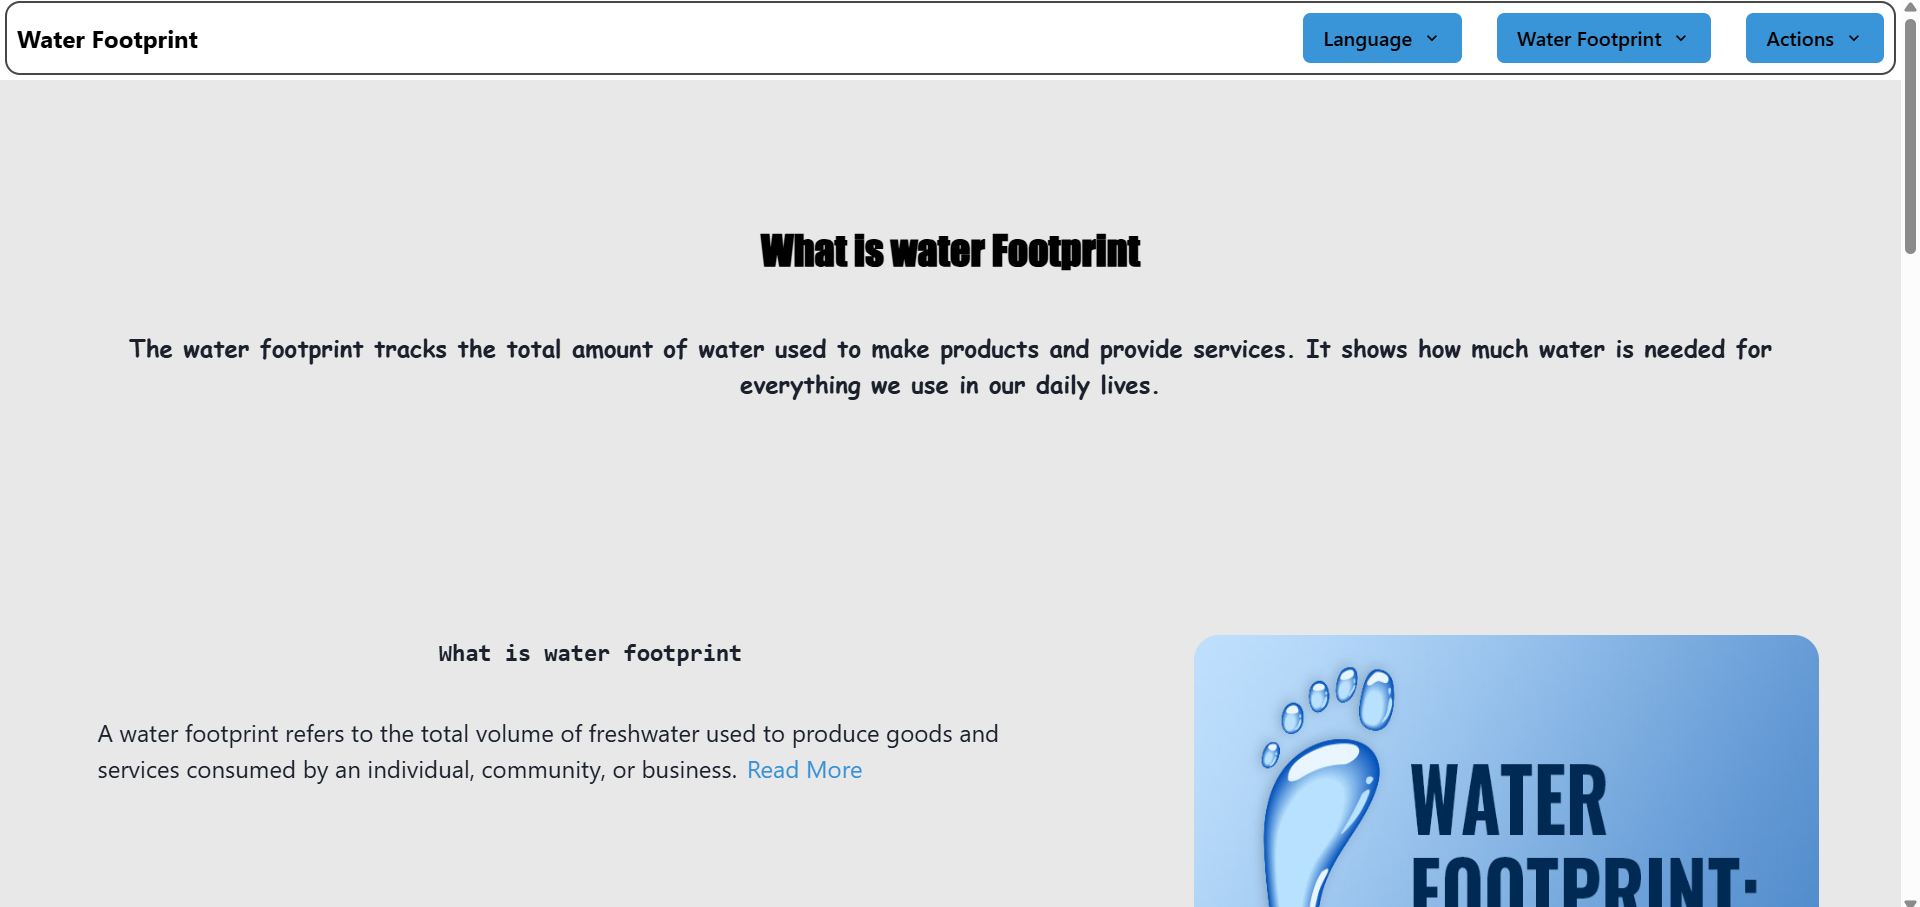 Water Footprint
Language
Water Footprint
Actions
What is water Footprint
The water footprint tracks the total amount of water used to make products and provide services. It shows how much water is needed for
everything we use in our daily lives.
What is water footprint
A water footprint refers to the total volume of freshwater used to produce goods and
services consumed by an individual, community, or business. Read More
WATER
FOOTPRINT: